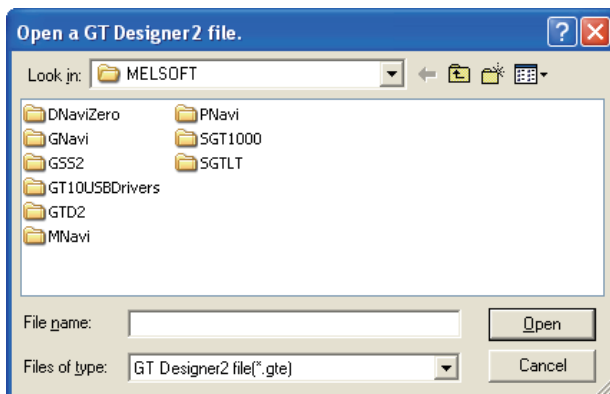 Open a GT Designer2 file.
Look in: MELSOFT
DNaviZero
GNavi
GSS2
GT10USBDrivers
GTD2
MNavi
PNavi
SGT1000
SGTLT
File name:
Open
Files of type: GT Designer2 file(*.gte)
Cancel